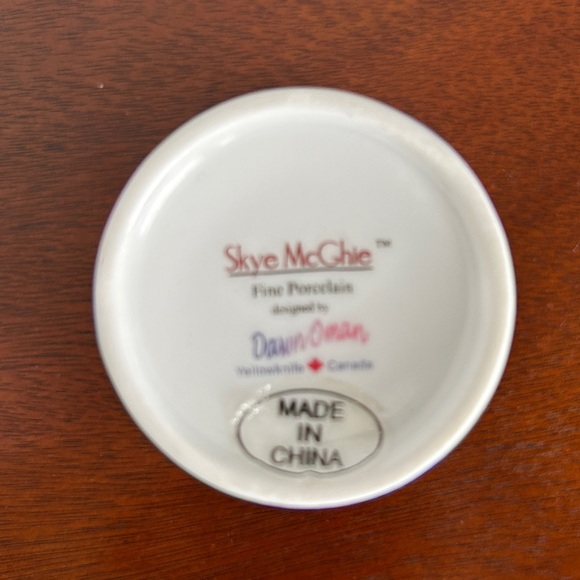 Skye McGhie™
Fine Porcelain
designed by
Dawn Oman
Yellowknife 🍁 Canada
MADE
IN
CHINA